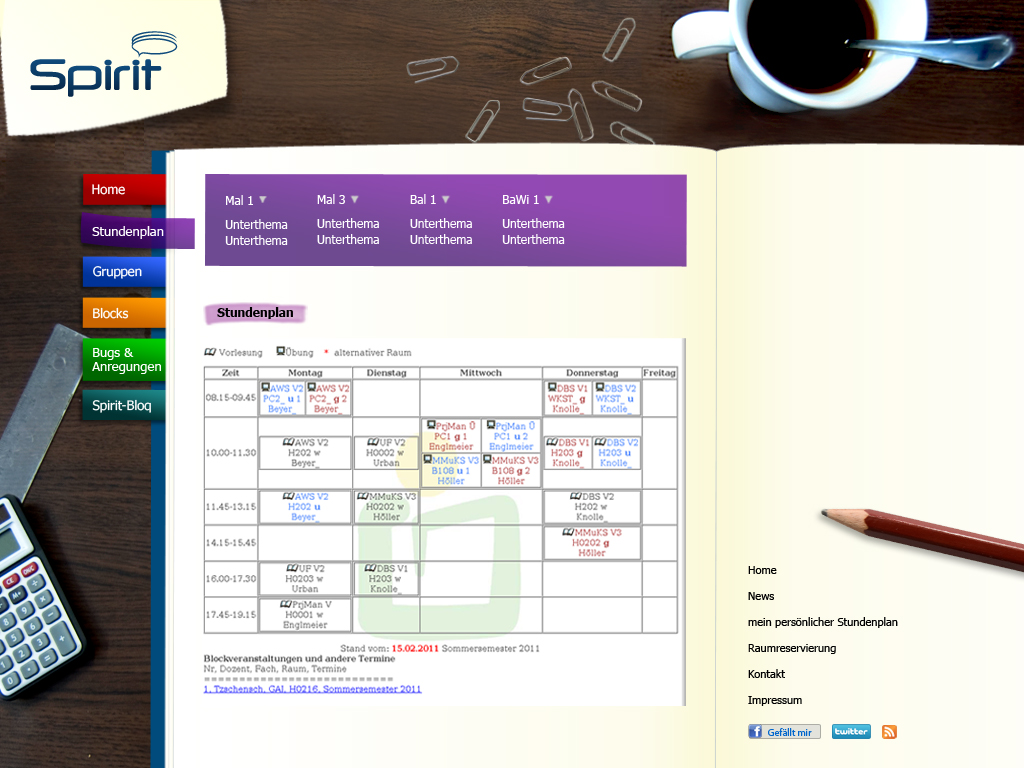 Spirit
Home
Stundenplan
Gruppen
Blocks
Bugs &
Anregungen
Spirit-Blog
Mal 1 Mal 3 Bal 1 BaWi 1
Unterthema Unterthema Unterthema Unterthema
Unterthema Unterthema Unterthema Unterthema
Stundenplan
Vorlesung Übung * alternativer Raum
Zeit Montag Dienstag Mittwoch Donnerstag Freitag
08.15-09.45
AWS V2 AWS V2 DBS V1 DBS V2
PC2_ u 1 PC2_ g 2 WKST_ g WKST_ u
Beyer_ Beyer_ Knolle_ Knolle_
10.00-11.30
PrjMan Ü PrjMan Ü
PC1 g 1 PC1 u 2
Englmeier Englmeier
AWS V2 UF V2 DBS V1 DBS V2
H202 w H0002 w H203 g H203 u
Beyer_ Urban Knolle_ Knolle_
MMuKS V3 MMuKS V3
B108 u 1 B108 g 2
Höller Höller
11.45-13.15
AWS V2 MMuKS V3 DBS V2
H202 u H0202 w H202 w
Beyer_ Höller Knolle_
14.15-15.45
MMuKS V3
H0202 g
Höller
16.00-17.30
UF V2 DBS V1
H0203 w H203 w
Urban Knolle_
17.45-19.15
PrjMan V
H0001 w
Englmeier
Stand vom: 15.02.2011 Sommersemester 2011
Blockveranstaltungen und andere Termine
Nr, Dozent, Fach, Raum, Termine
==========================
1, Tzschensch, GAI, H0216, Sommersemester 2011
Home
News
mein persönlicher Stundenplan
Raumreservierung
Kontakt
Impressum
f Gefällt mir twitter